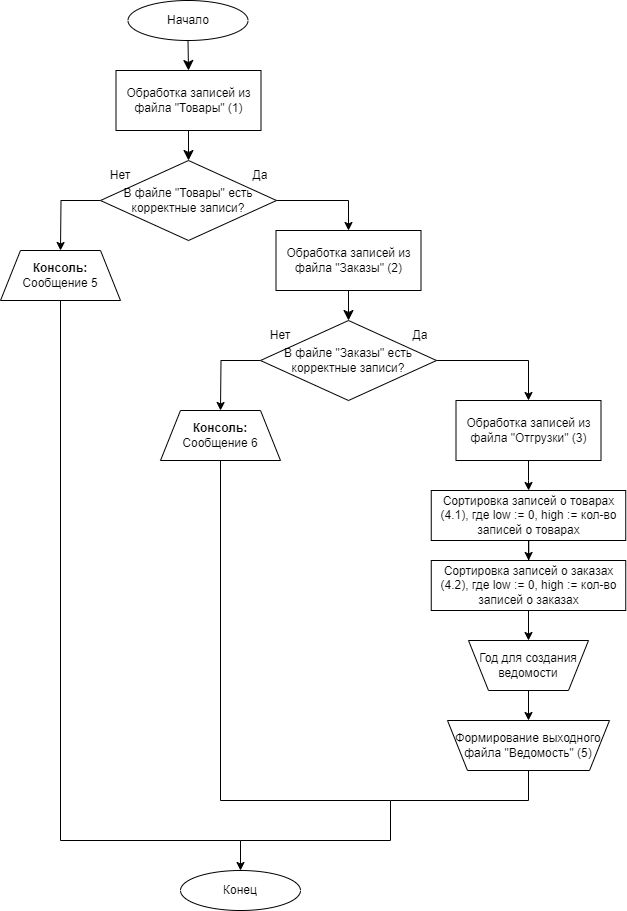 Начало
Обработка записей из
файла "Товары" (1)
Нет
Да
В файле "Товары" есть
корректные записи?
Консоль:
Сообщение 5
Обработка записей из
файла "Заказы" (2)
Нет
Да
В файле "Заказы" есть
корректные записи?
Консоль:
Сообщение 6
Обработка записей из
файла "Отгрузки" (3)
Сортировка записей о товарах
(4.1), где low := 0, high := кол-во
записей о товарах
Сортировка записей о заказах
(4.2), где low := 0, high := кол-во
записей о заказах
Год для создания
ведомости
Формирование выходного
файла "Ведомость" (5)
Конец